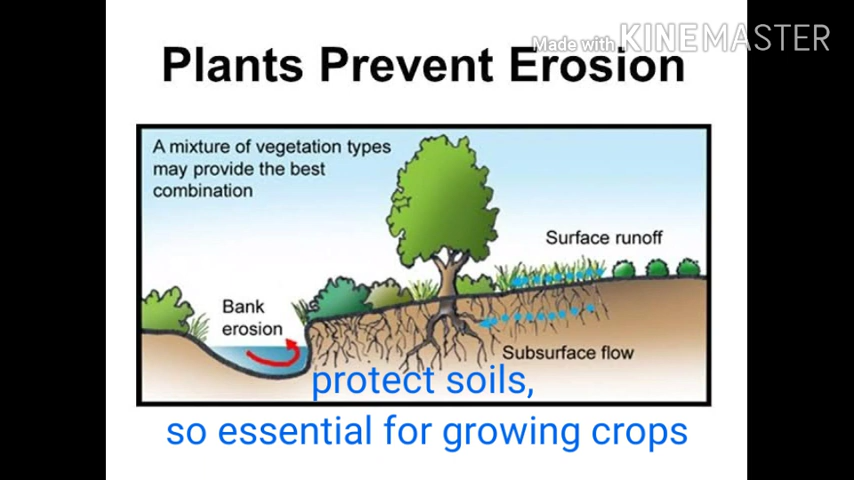 Made with KINEMASTER
Plants Prevent Erosion
A mixture of vegetation types
may provide the best
combination
Surface runoff
Bank
erosion
Subsurface flow
protect soils,
so essential for growing crops